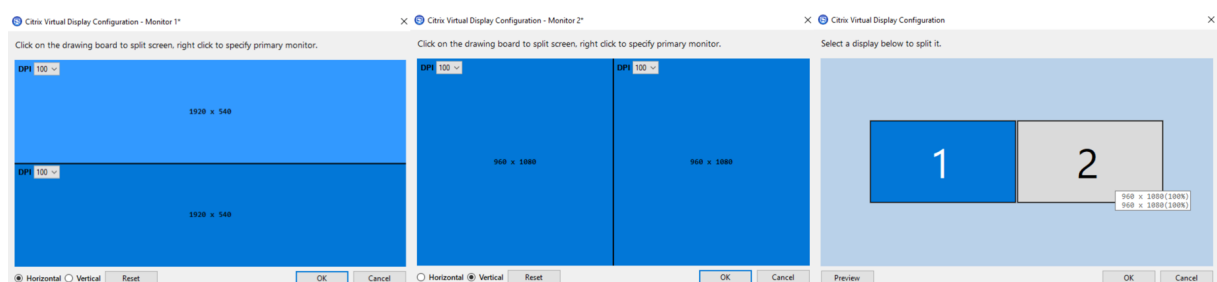 Citrix Virtual Display Configuration - Monitor 1*
Click on the drawing board to split screen, right click to specify primary monitor.
DPI 100
1920 x 540
DPI 100
1920 x 540
Horizontal Vertical Reset OK Cancel
Citrix Virtual Display Configuration - Monitor 2*
Click on the drawing board to split screen, right click to specify primary monitor.
DPI 100 DPI 100
960 x 1080 960 x 1080
Horizontal Vertical Reset OK Cancel
Citrix Virtual Display Configuration
Select a display below to split it.
1 2
960 x 1080(100%)
960 x 1080(100%)
Preview OK Cancel